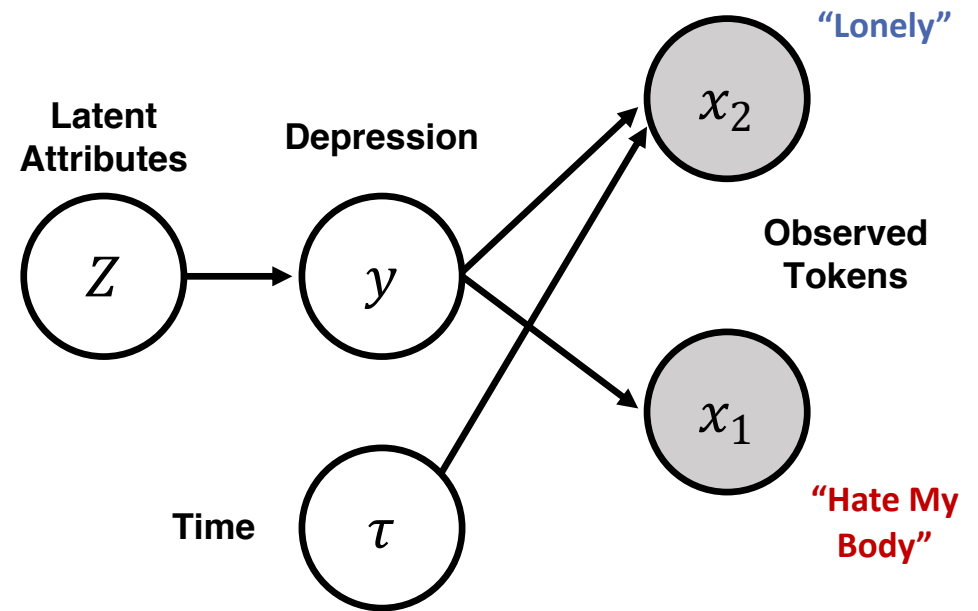 “Lonely”
x₂
Latent
Attributes
Depression
Z
y
Observed
Tokens
x₁
Time
τ
“Hate My
Body”